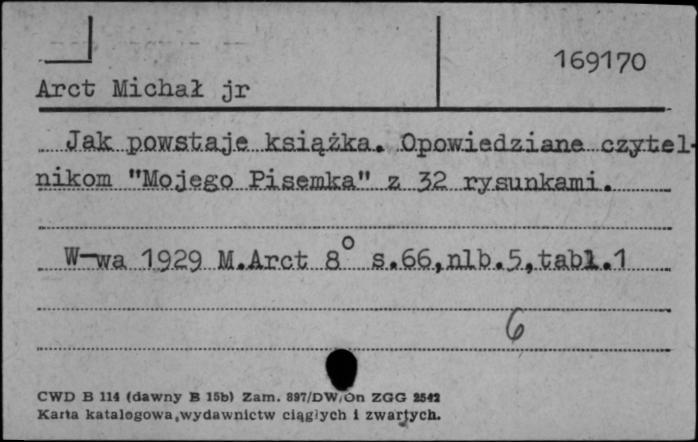 169170
Arct Michał jr
Jak powstaje książka. Opowiedziane czytel-
nikom "Mojego Pisemka" z 32 rysunkami.
W-wa 1929 M.Arct 8° s.66,nlb.5,tabl.1
6
CWD B 114 (dawny B 15b) Zam. 897/DW/On ZGG 2542
Karta katalogowa,wydawnictw ciągłych i zwartych.